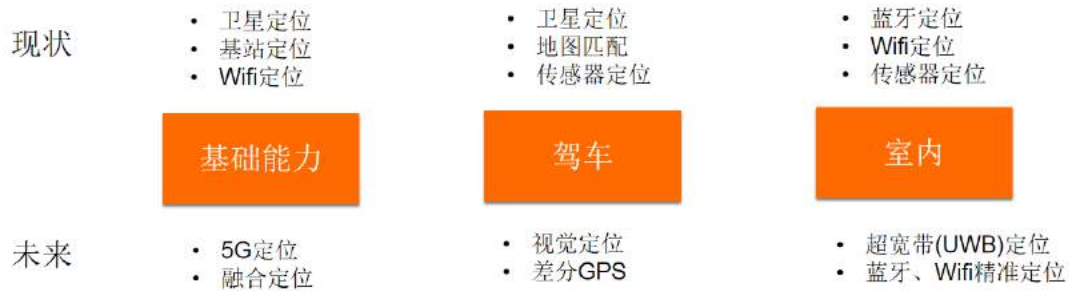 现状
• 卫星定位
• 基站定位
• Wifi定位
• 卫星定位
• 地图匹配
• 传感器定位
• 蓝牙定位
• Wifi定位
• 传感器定位
基础能力
驾车
室内
未来
• 5G定位
• 融合定位
• 视觉定位
• 差分GPS
• 超宽带(UWB)定位
• 蓝牙、Wifi精准定位